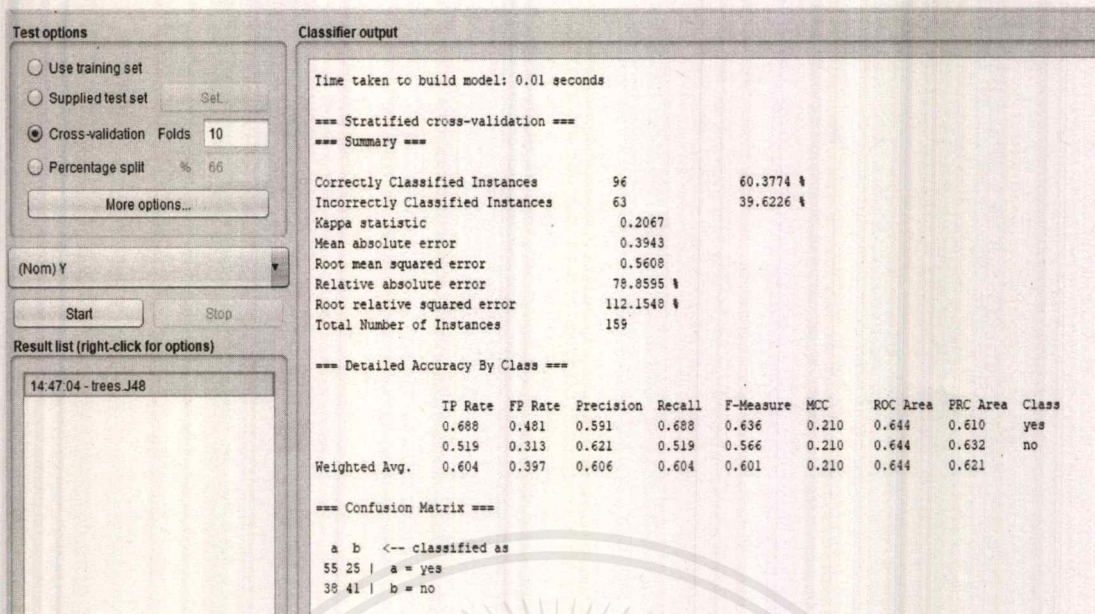 Test options
Use training set
Supplied test set Set...
Cross-validation Folds 10
Percentage split % 66
More options...
(Nom) Y
Start Stop
Result list (right-click for options)
14:47:04 - trees.J48
Classifier output
Time taken to build model: 0.01 seconds
=== Stratified cross-validation ===
=== Summary ===
Correctly Classified Instances 96 60.3774 %
Incorrectly Classified Instances 63 39.6226 %
Kappa statistic 0.2067
Mean absolute error 0.3943
Root mean squared error 0.5608
Relative absolute error 78.8595 %
Root relative squared error 112.1548 %
Total Number of Instances 159
=== Detailed Accuracy By Class ===
TP Rate FP Rate Precision Recall F-Measure MCC ROC Area PRC Area Class
0.688 0.481 0.591 0.688 0.636 0.210 0.644 0.610 yes
0.519 0.313 0.621 0.519 0.566 0.210 0.644 0.632 no
Weighted Avg. 0.604 0.397 0.606 0.604 0.601 0.210 0.644 0.621
=== Confusion Matrix ===
a b <-- classified as
55 25 | a = yes
38 41 | b = no